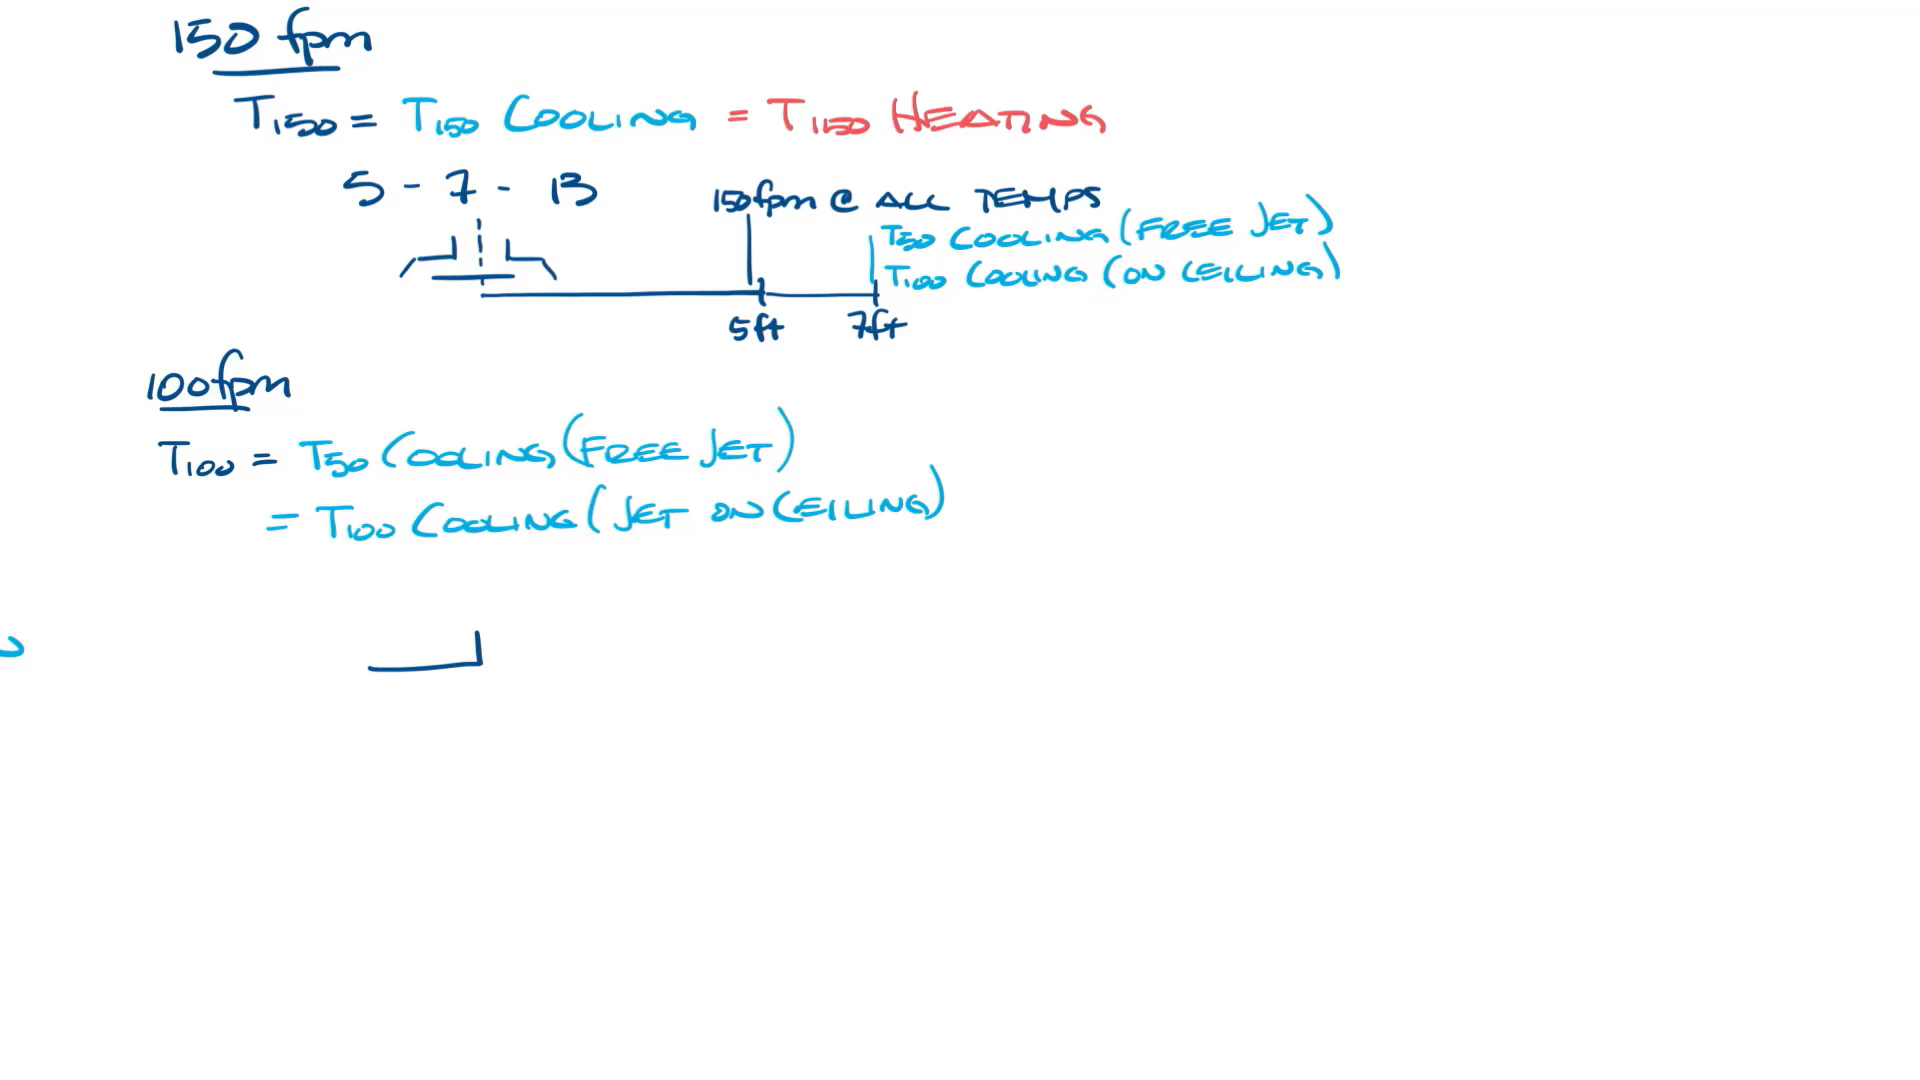 150 fpm
T150 = T150 COOLING = T150 HEATING
5 - 7 - 13
150fpm @ ALL TEMPS
T50 COOLING (FREE JET)
T100 COOLING (ON CEILING)
5ft 7ft
100fpm
T100 = T50 COOLING (FREE JET)
= T100 COOLING (JET ON CEILING)